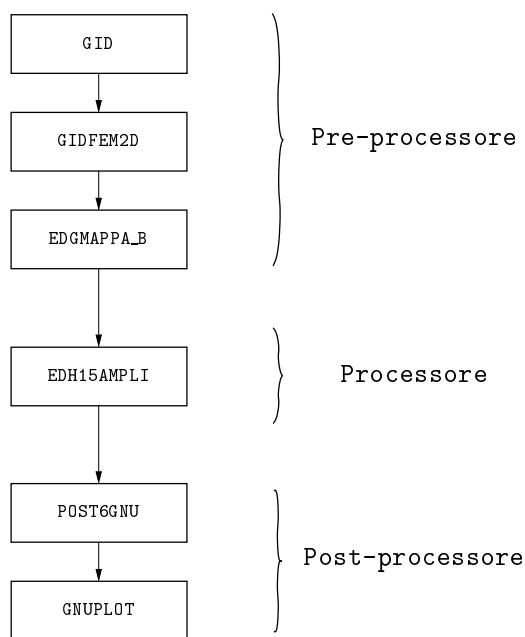 GID
GIDFEM2D
Pre-processore
EDGMAPPA_B
EDH15AMPLI
Processore
POST6GNU
Post-processore
GNUPLOT